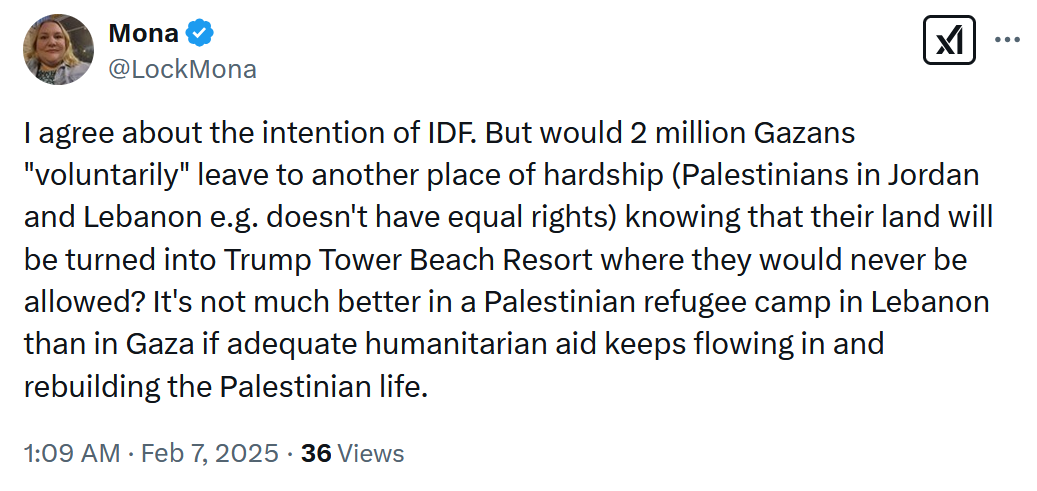 Mona
@LockMona
I agree about the intention of IDF. But would 2 million Gazans
"voluntarily" leave to another place of hardship (Palestinians in Jordan
and Lebanon e.g. doesn't have equal rights) knowing that their land will
be turned into Trump Tower Beach Resort where they would never be
allowed? It's not much better in a Palestinian refugee camp in Lebanon
than in Gaza if adequate humanitarian aid keeps flowing in and
rebuilding the Palestinian life.
1:09 AM · Feb 7, 2025 · 36 Views